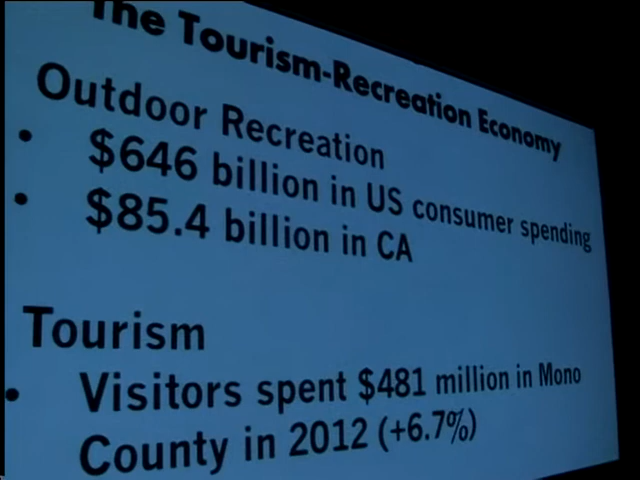 The Tourism-Recreation Economy
Outdoor Recreation
• $646 billion in US consumer spending
• $85.4 billion in CA
Tourism
• Visitors spent $481 million in Mono
County in 2012 (+6.7%)